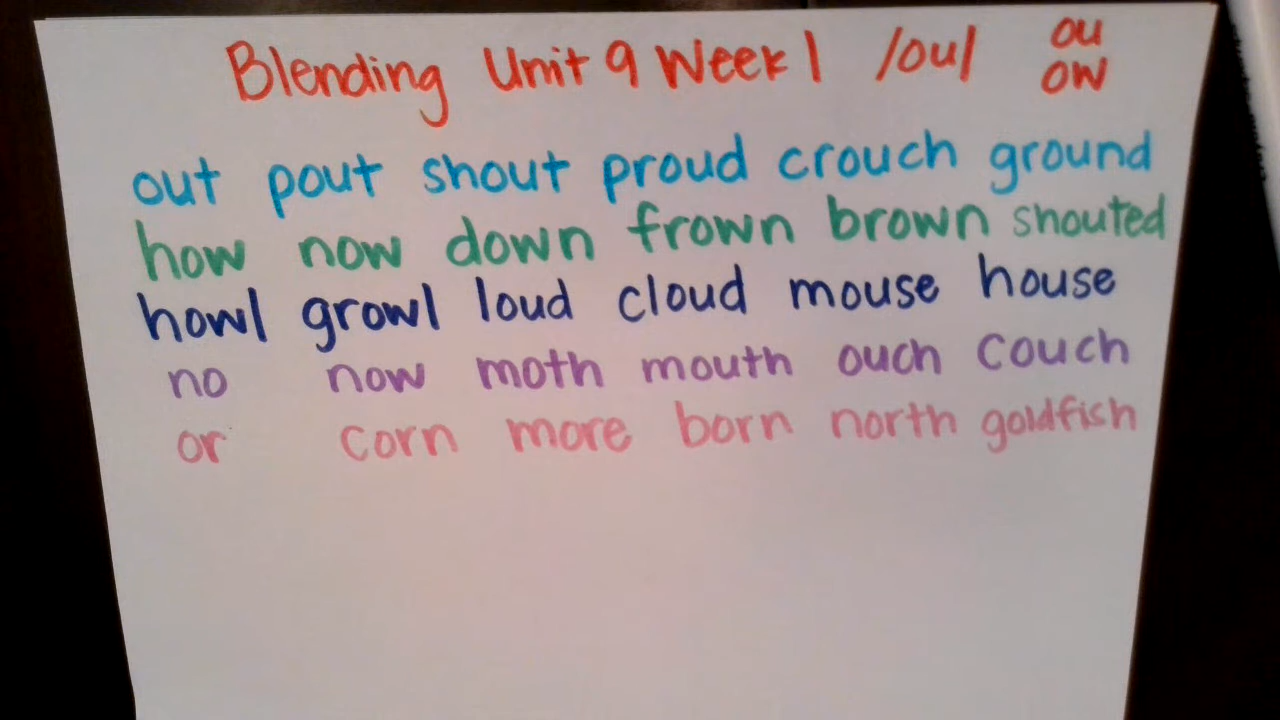 Blending Unit 9 Week 1 /ou/ ou
ow
out pout shout proud crouch ground
how now down frown brown shouted
howl growl loud cloud mouse house
no now moth mouth ouch couch
or corn more born north goldfish